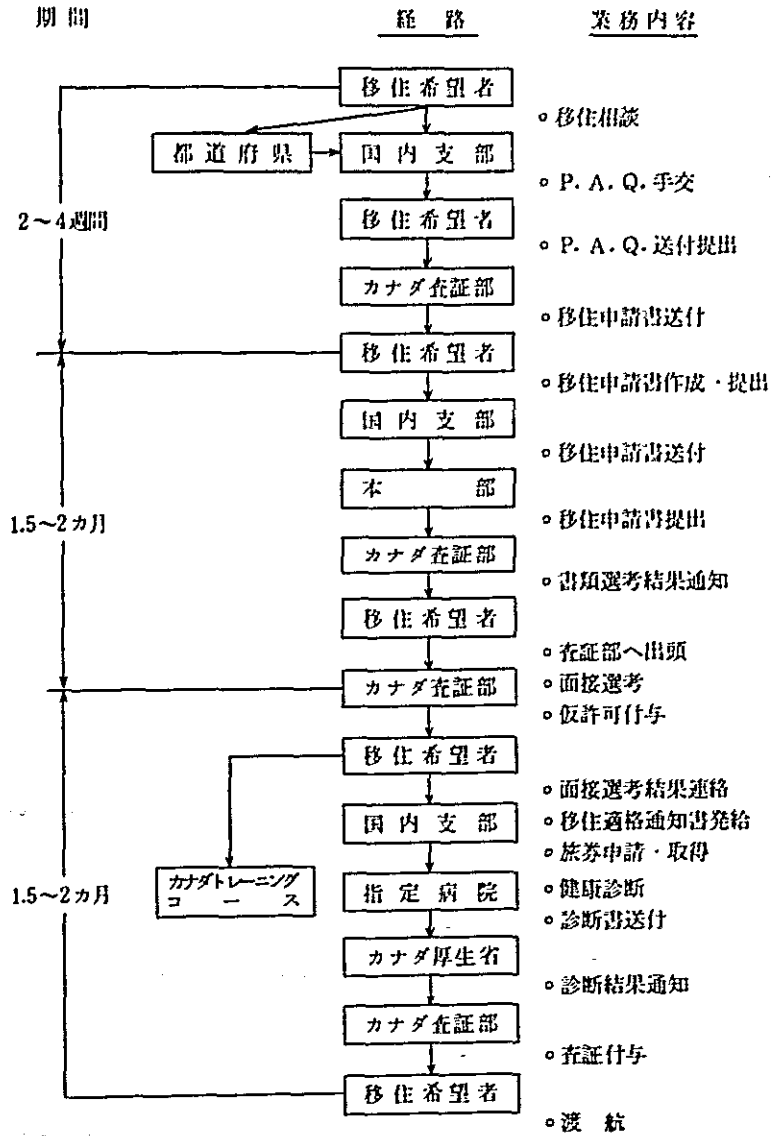 期間 経路 業務内容
移住希望者
○移住相談
都道府県 国内支部
○P.A.Q.手交
2～4週間 移住希望者
○P.A.Q.送付提出
カナダ査証部
○移住申請書送付
移住希望者
○移住申請書作成・提出
国内支部
○移住申請書送付
本部
1.5～2カ月 ○移住申請書提出
カナダ査証部
○書類選考結果通知
移住希望者
○査証部へ出頭
カナダ査証部 ○面接選考
○仮許可付与
移住希望者
○面接選考結果連絡
国内支部 ○移住適格通知書発給
○旅券申請・取得
1.5～2カ月 カナダトレーニング 指定病院 ○健康診断
コース ○診断書送付
カナダ厚生省
○診断結果通知
カナダ査証部
○査証付与
移住希望者
○渡航